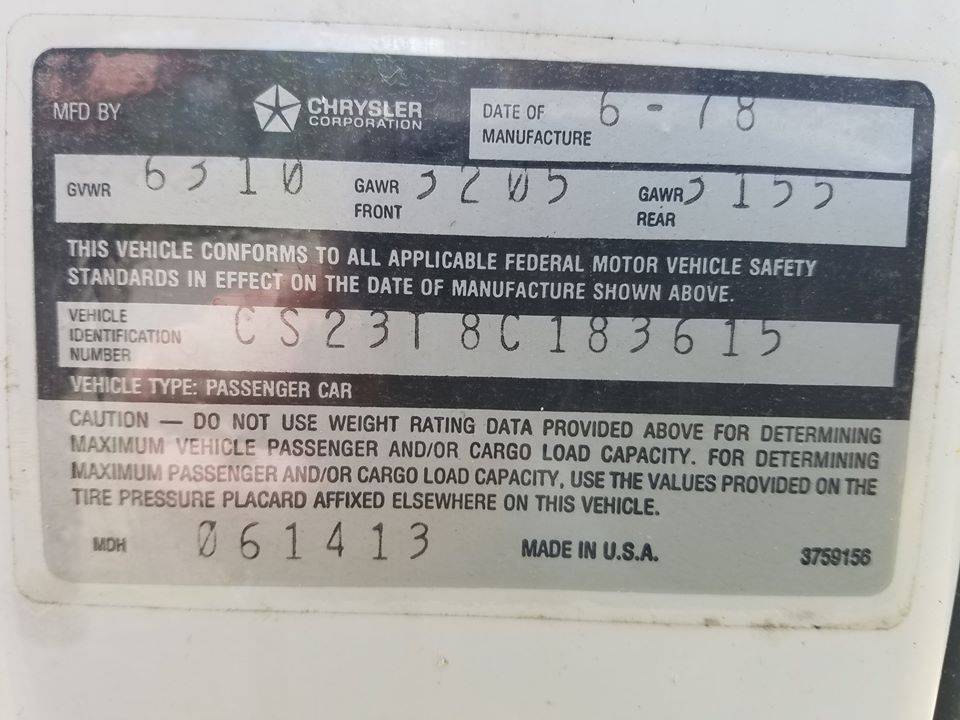 MFD BY CHRYSLER CORPORATION
DATE OF MANUFACTURE 6-78
GVWR 6310 GAWR FRONT 3205 GAWR REAR 3155
THIS VEHICLE CONFORMS TO ALL APPLICABLE FEDERAL MOTOR VEHICLE SAFETY
STANDARDS IN EFFECT ON THE DATE OF MANUFACTURE SHOWN ABOVE.
VEHICLE IDENTIFICATION NUMBER CS23T8C183615
VEHICLE TYPE: PASSENGER CAR
CAUTION — DO NOT USE WEIGHT RATING DATA PROVIDED ABOVE FOR DETERMINING
MAXIMUM VEHICLE PASSENGER AND/OR CARGO LOAD CAPACITY. FOR DETERMINING
MAXIMUM PASSENGER AND/OR CARGO LOAD CAPACITY, USE THE VALUES PROVIDED ON THE
TIRE PRESSURE PLACARD AFFIXED ELSEWHERE ON THIS VEHICLE.
MDH 061413 MADE IN U.S.A. 3759156